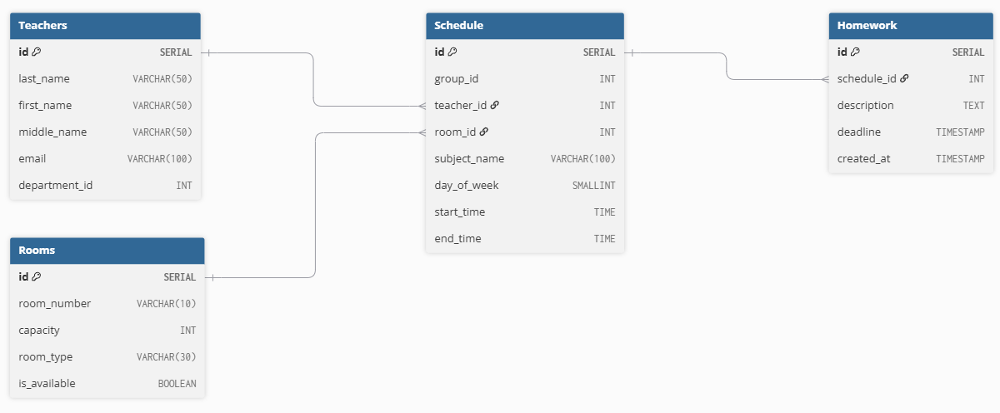 Teachers
id SERIAL
last_name VARCHAR(50)
first_name VARCHAR(50)
middle_name VARCHAR(50)
email VARCHAR(100)
department_id INT
Rooms
id SERIAL
room_number VARCHAR(10)
capacity INT
room_type VARCHAR(30)
is_available BOOLEAN
Schedule
id SERIAL
group_id INT
teacher_id INT
room_id INT
subject_name VARCHAR(100)
day_of_week SMALLINT
start_time TIME
end_time TIME
Homework
id SERIAL
schedule_id INT
description TEXT
deadline TIMESTAMP
created_at TIMESTAMP